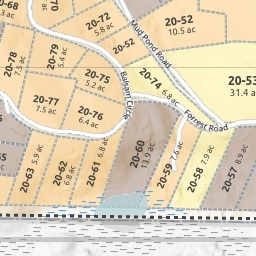 20-68
6.3 ac
20-72
5.8 ac
20-52
10.5 ac
Mud Pond Road
20-52
20-78
7.5 ac
20-79
5.4 ac
20-75
5.2 ac
20-74
6.8 ac
20-53
31.4 a
Balsam Circle
20-77
7.5 ac
20-76
6.4 ac
Forrest Road
20-63
5.9 ac
20-62
6.8 ac
20-61
6.8 ac
20-60
13.9 ac
20-59
7.6 ac
20-58
7.9 ac
20-57
8.9 ac